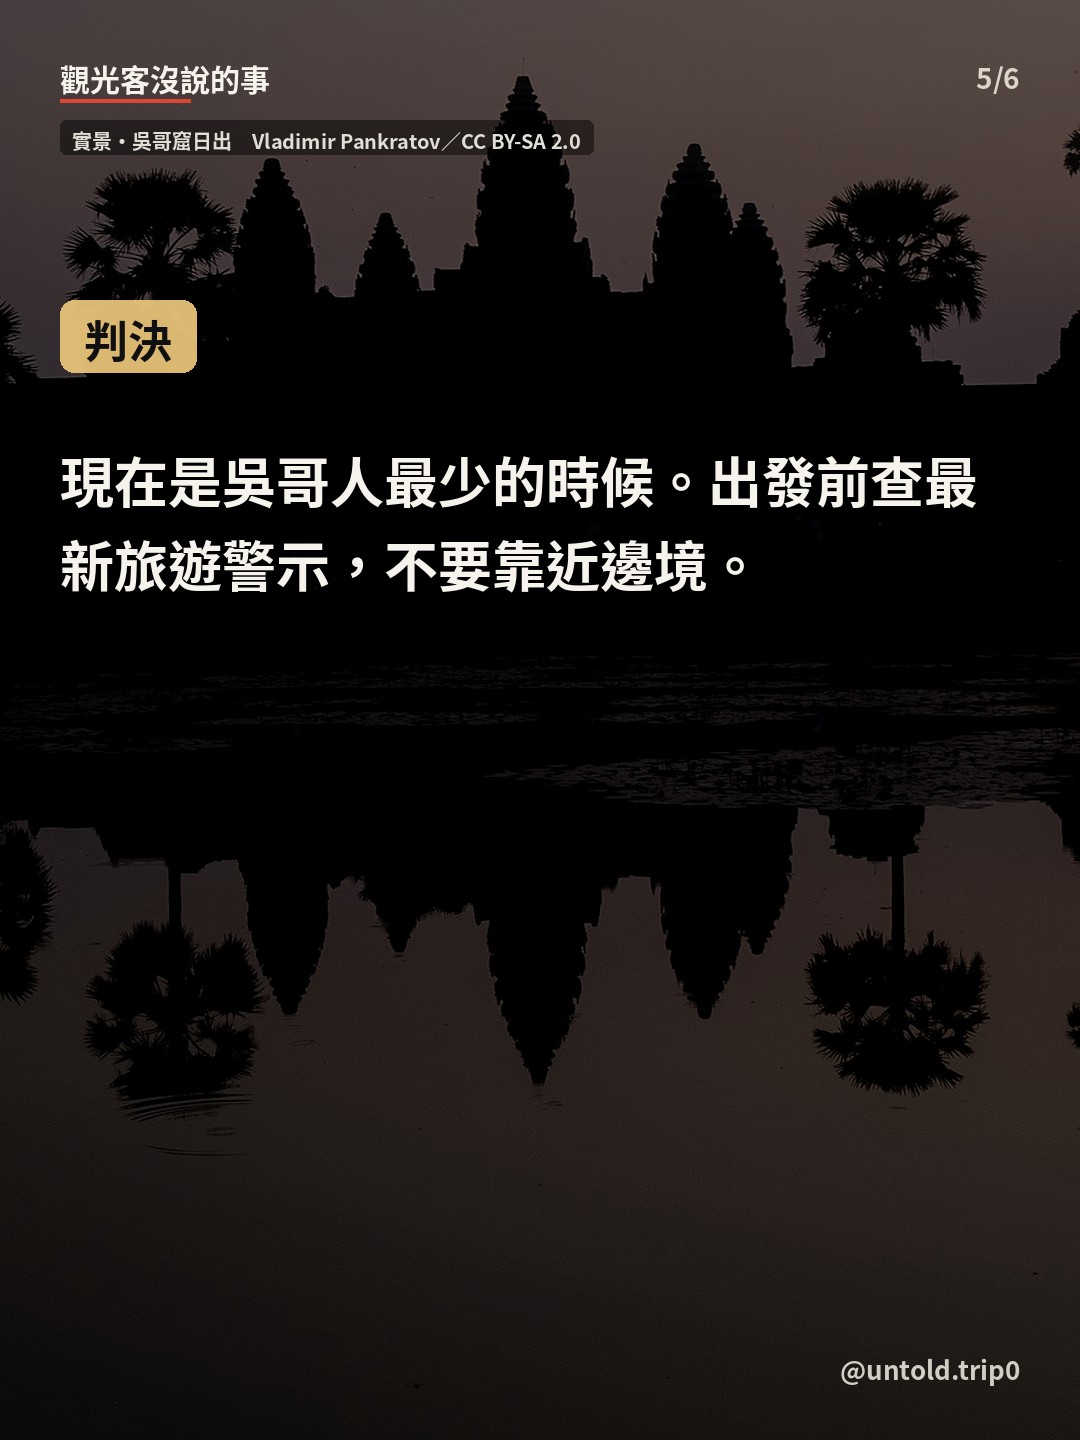 觀光客沒說的事
5/6
實景・吳哥窟日出　Vladimir Pankratov／CC BY-SA 2.0
判決
現在是吳哥人最少的時候。出發前查最
新旅遊警示，不要靠近邊境。
@untold.trip0